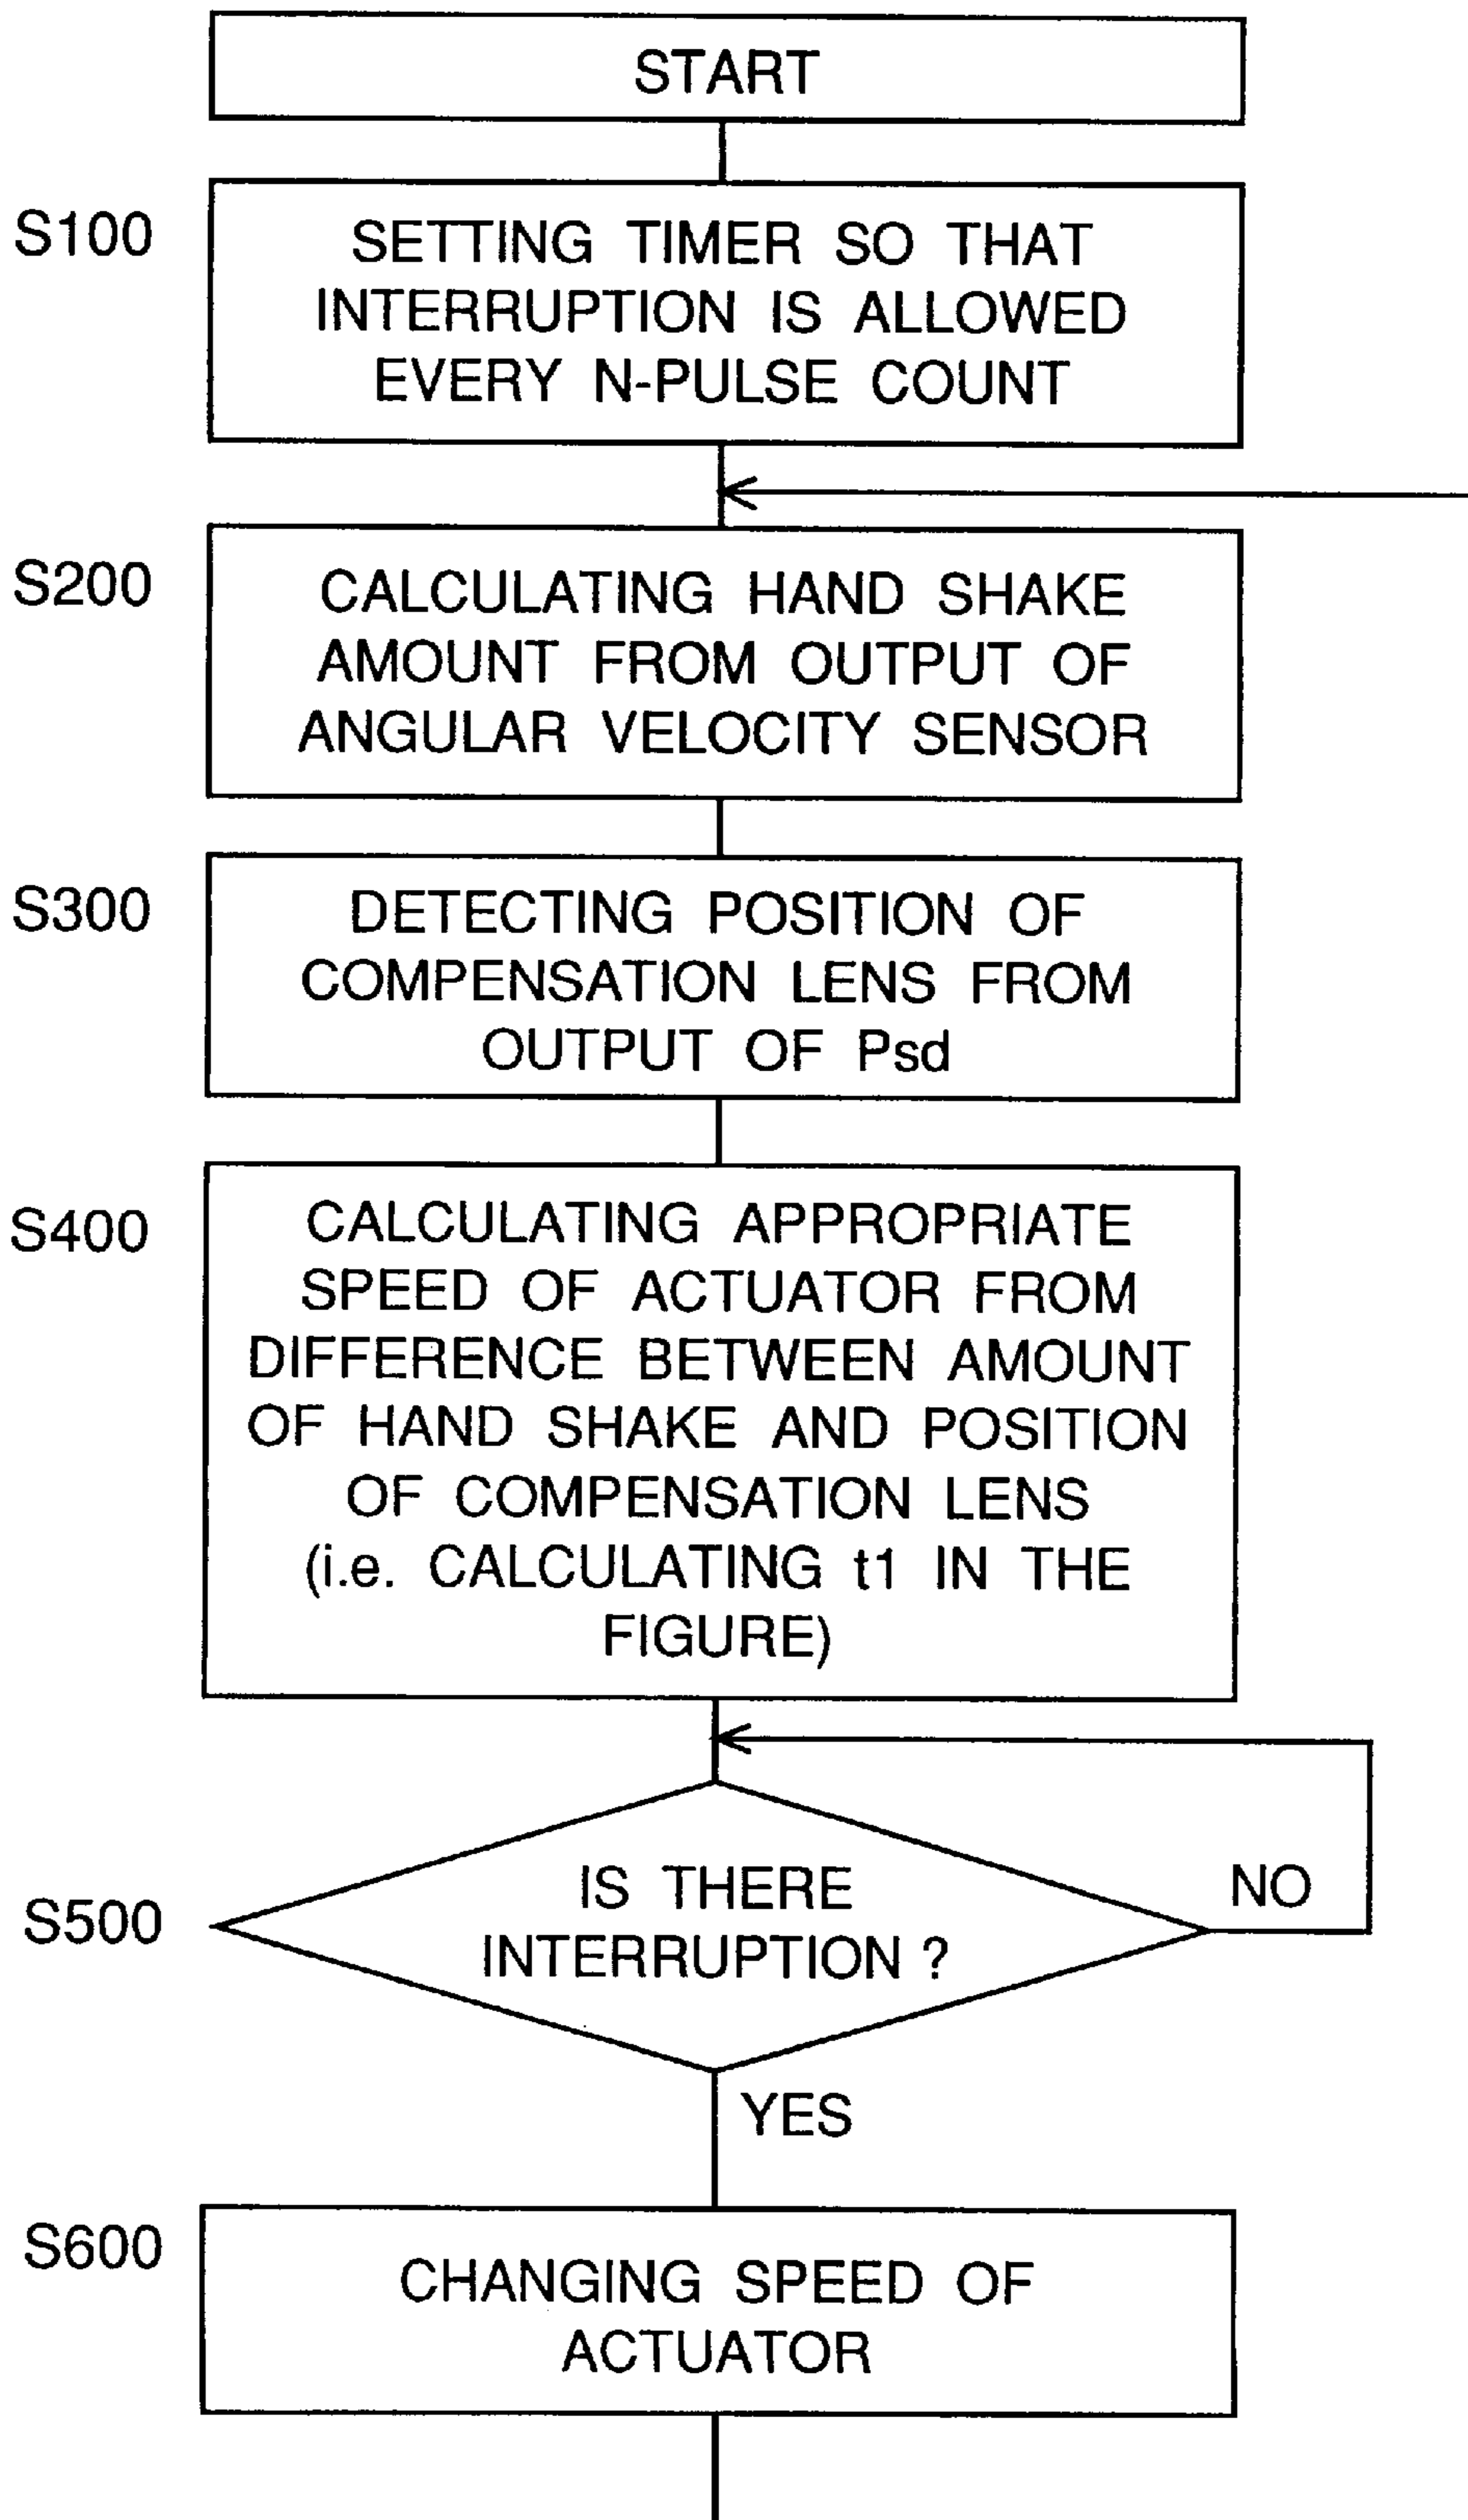 START
S100
SETTING TIMER SO THAT
INTERRUPTION IS ALLOWED
EVERY N-PULSE COUNT
S200
CALCULATING HAND SHAKE
AMOUNT FROM OUTPUT OF
ANGULAR VELOCITY SENSOR
S300
DETECTING POSITION OF
COMPENSATION LENS FROM
OUTPUT OF Psd
S400
CALCULATING APPROPRIATE
SPEED OF ACTUATOR FROM
DIFFERENCE BETWEEN AMOUNT
OF HAND SHAKE AND POSITION
OF COMPENSATION LENS
(i.e. CALCULATING t1 IN THE
FIGURE)
S500
IS THERE
INTERRUPTION ?
NO
YES
S600
CHANGING SPEED OF
ACTUATOR